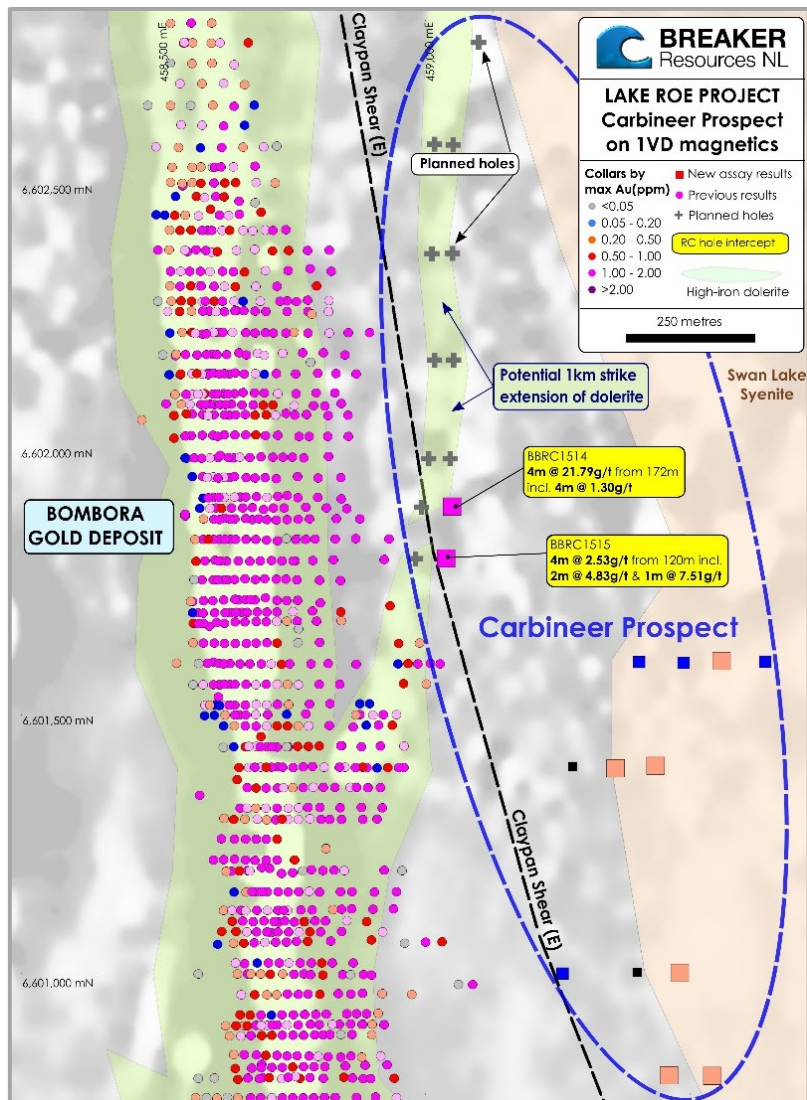 458,500 mE
459,000 mE
BREAKER
Resources NL
LAKE ROE PROJECT
Carbineer Prospect
on 1VD magnetics
Collars by
max Au(ppm)
<0.05
0.05 - 0.20
0.20 - 0.50
0.50 - 1.00
1.00 - 2.00
>2.00
New assay results
Previous results
Planned holes
RC hole intercept
High-iron dolerite
250 metres
Claypan Shear (E)
Planned holes
6,602,500 mN
Potential 1km strike
extension of dolerite
Swan Lake
Syenite
6,602,000 mN
BBRC1514
4m @ 21.79g/t from 172m
incl. 4m @ 1.30g/t
BOMBORA
GOLD DEPOSIT
BBRC1515
4m @ 2.53g/t from 120m incl.
2m @ 4.83g/t & 1m @ 7.51g/t
Carbineer Prospect
6,601,500 mN
Claypan Shear (E)
6,601,000 mN